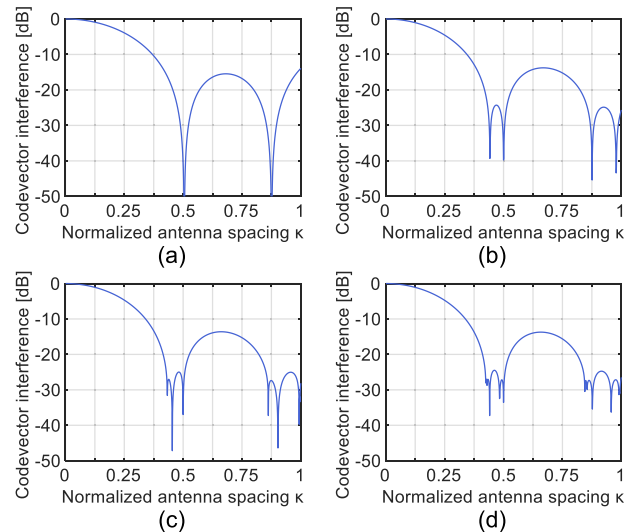 Codevector interference [dB]
0
-10
-20
-30
-40
-50
0 0.25 0.5 0.75 1
Normalized antenna spacing κ
(a)
Codevector interference [dB]
0
-10
-20
-30
-40
-50
0 0.25 0.5 0.75 1
Normalized antenna spacing κ
(b)
Codevector interference [dB]
0
-10
-20
-30
-40
-50
0 0.25 0.5 0.75 1
Normalized antenna spacing κ
(c)
Codevector interference [dB]
0
-10
-20
-30
-40
-50
0 0.25 0.5 0.75 1
Normalized antenna spacing κ
(d)